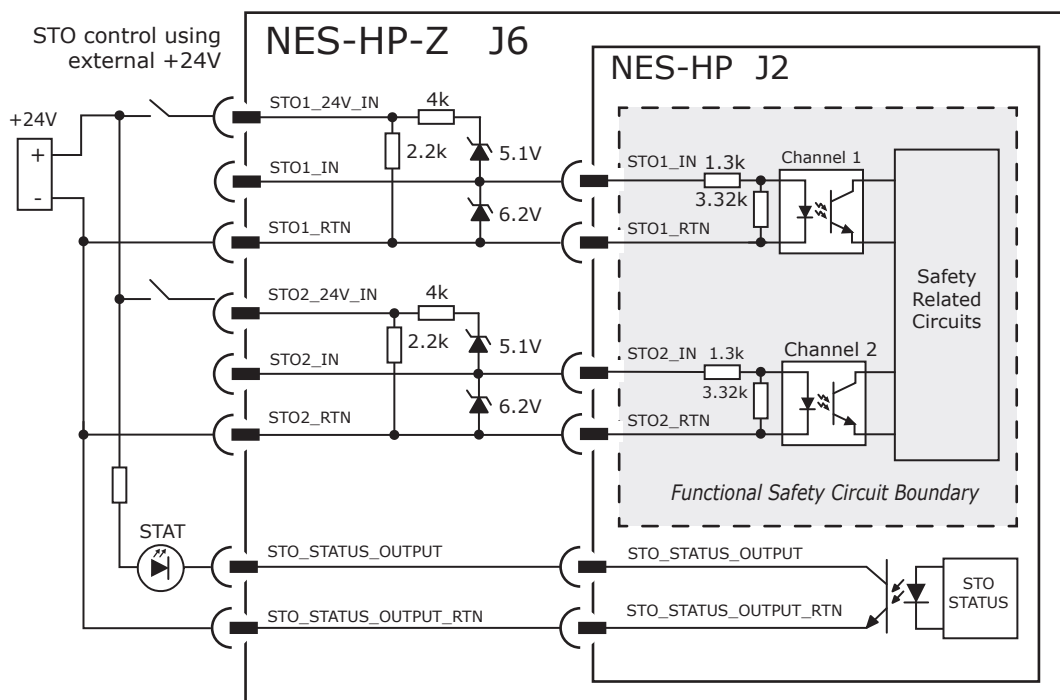 STO control using
external +24V
NES-HP-Z J6
NES-HP J2
+24V
+
-
STO1_24V_IN
4k
2.2k
5.1V
STO1_IN
6.2V
STO1_RTN
STO1_IN
1.3k
3.32k
Channel 1
STO1_RTN
STO2_24V_IN
4k
2.2k
5.1V
STO2_IN
6.2V
STO2_RTN
STO2_IN
1.3k
3.32k
Channel 2
STO2_RTN
Safety
Related
Circuits
Functional Safety Circuit Boundary
STAT
STO_STATUS_OUTPUT
STO_STATUS_OUTPUT
STO_STATUS_OUTPUT_RTN
STO_STATUS_OUTPUT_RTN
STO
STATUS